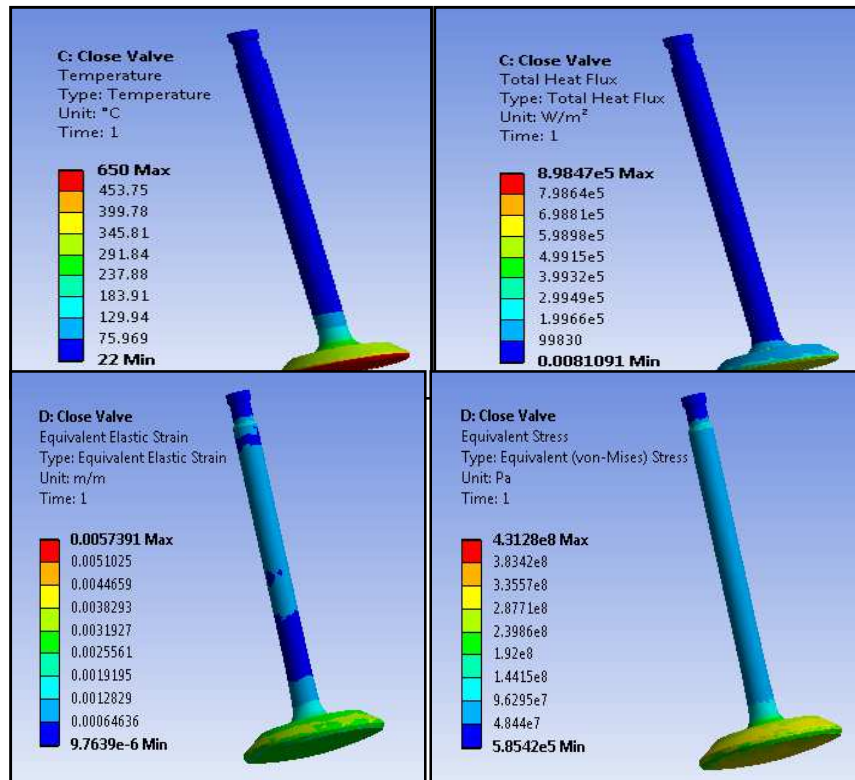 C: Close Valve
Temperature
Type: Temperature
Unit: °C
Time: 1
650 Max
453.75
399.78
345.81
291.84
237.88
183.91
129.94
75.969
22 Min
C: Close Valve
Total Heat Flux
Type: Total Heat Flux
Unit: W/m²
Time: 1
8.9847e5 Max
7.9864e5
6.9881e5
5.9898e5
4.9915e5
3.9932e5
2.9949e5
1.9966e5
99830
0.0081091 Min
D: Close Valve
Equivalent Elastic Strain
Type: Equivalent Elastic Strain
Unit: m/m
Time: 1
0.0057391 Max
0.0051025
0.0044659
0.0038293
0.0031927
0.0025561
0.0019195
0.0012829
0.00064636
9.7639e-6 Min
D: Close Valve
Equivalent Stress
Type: Equivalent (von-Mises) Stress
Unit: Pa
Time: 1
4.3128e8 Max
3.8342e8
3.3557e8
2.8771e8
2.3986e8
1.92e8
1.4415e8
9.6295e7
4.844e7
5.8542e5 Min